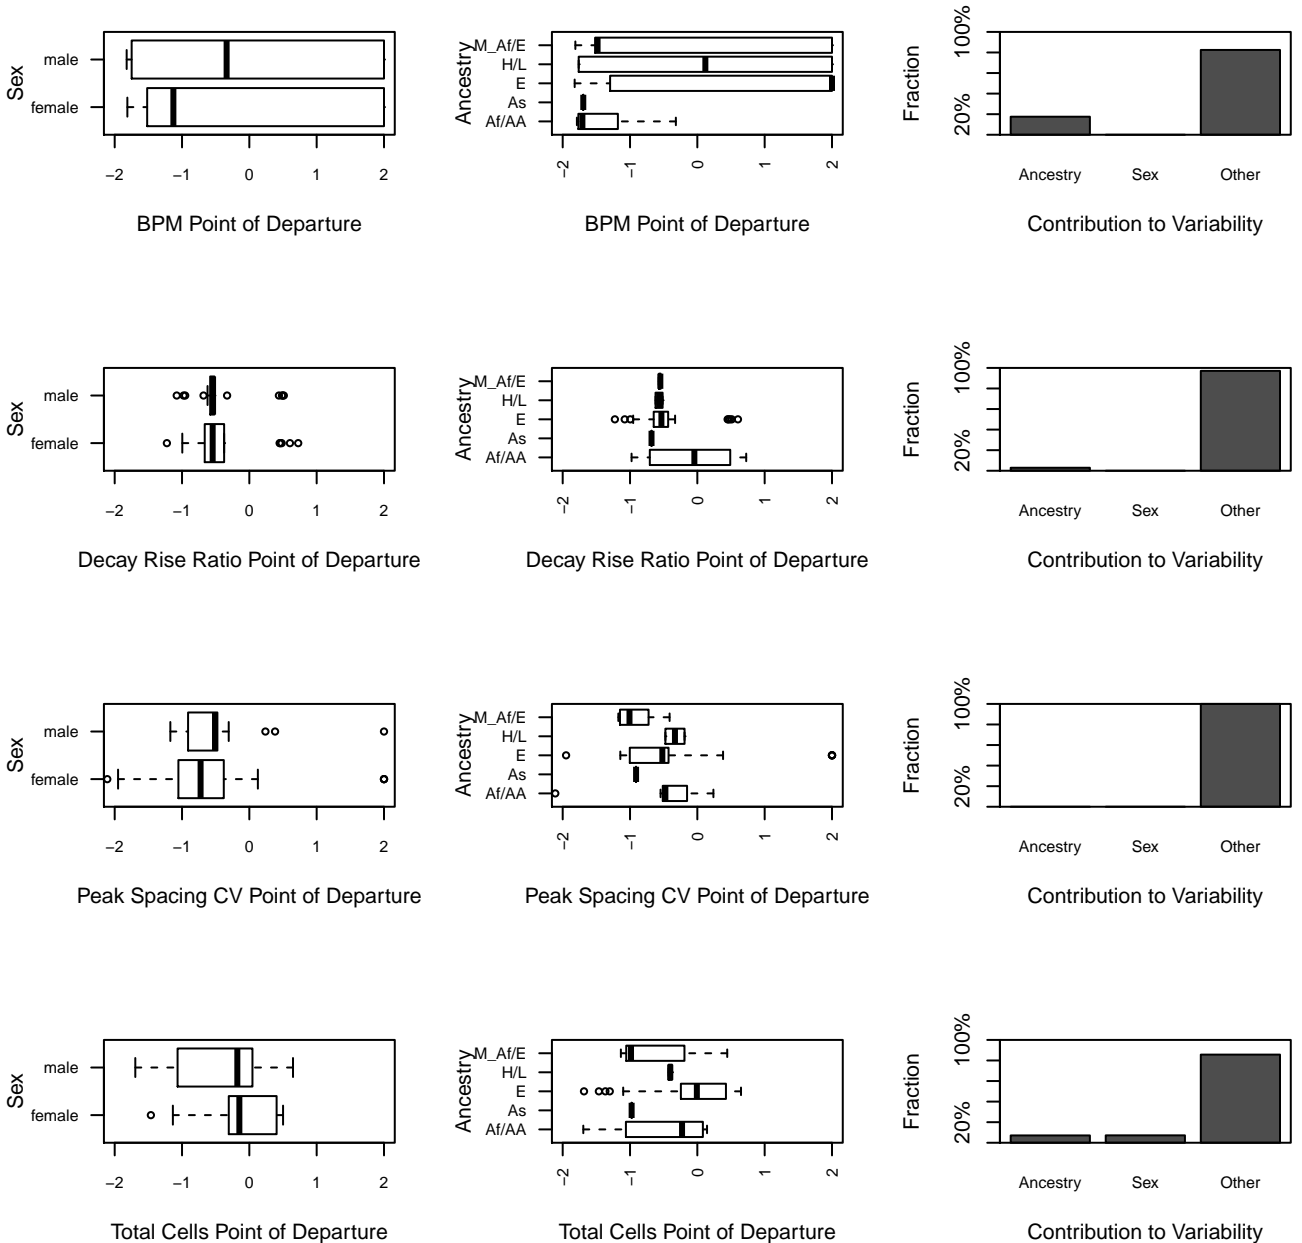 Sex
male
female
−2 −1 0 1 2
BPM Point of Departure
Ancestry
M_Af/E
H/L
E
As
Af/AA
−2 −1 0 1 2
BPM Point of Departure
Fraction
20% 100%
Ancestry Sex Other
Contribution to Variability
Sex
male
female
−2 −1 0 1 2
Decay Rise Ratio Point of Departure
Ancestry
M_Af/E
H/L
E
As
Af/AA
−2 −1 0 1 2
Decay Rise Ratio Point of Departure
Fraction
20% 100%
Ancestry Sex Other
Contribution to Variability
Sex
male
female
−2 −1 0 1 2
Peak Spacing CV Point of Departure
Ancestry
M_Af/E
H/L
E
As
Af/AA
−2 −1 0 1 2
Peak Spacing CV Point of Departure
Fraction
20% 100%
Ancestry Sex Other
Contribution to Variability
Sex
male
female
−2 −1 0 1 2
Total Cells Point of Departure
Ancestry
M_Af/E
H/L
E
As
Af/AA
−2 −1 0 1 2
Total Cells Point of Departure
Fraction
20% 100%
Ancestry Sex Other
Contribution to Variability